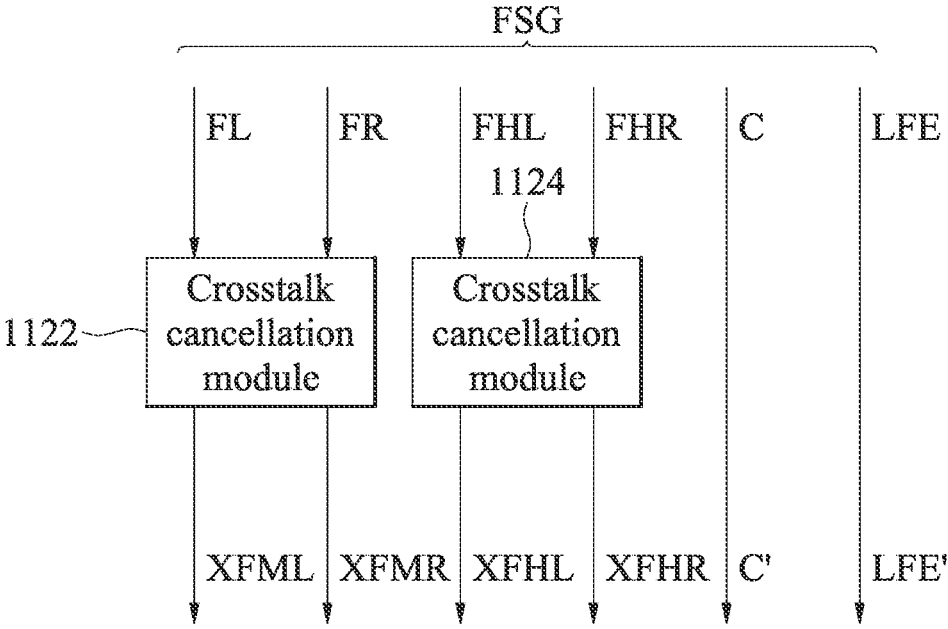 FSG
FL FR FHL FHR C LFE
1124
Crosstalk
cancellation
module
Crosstalk
cancellation
module
1122
XFML XFMR XFHL XFHR C' LFE'